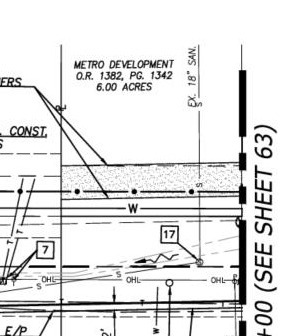 METRO DEVELOPMENT
O.R. 1382, PG. 1342
6.00 ACRES
EX. 18" SAN.
S
ERS
PL
CONST.
S
S
W
T
T
17
7
OHL
S
S
OHL
OHL
W
E/P
+00 (SEE SHEET 63)